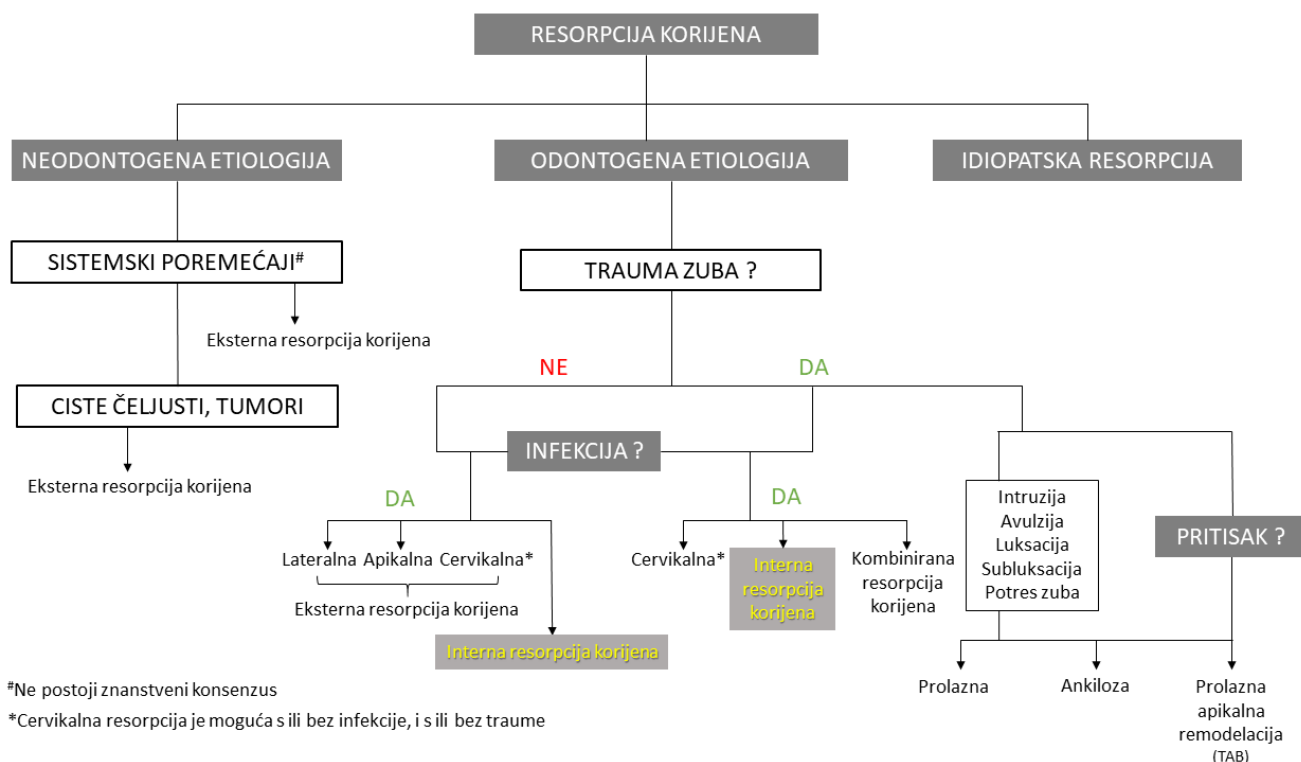 RESORPCIJA KORIJENA
NEODONTOGENA ETIOLOGIJA
ODONTOGENA ETIOLOGIJA
IDIOPATSKA RESORPCIJA
SISTEMSKI POREMEĆAJI#
TRAUMA ZUBA ?
Eksterna resorpcija korijena
NE
DA
CISTE ČELJUSTI, TUMORI
INFEKCIJA ?
Eksterna resorpcija korijena
DA
DA
Intruzija
Avulzija
Luksacija
Subluksacija
Potres zuba
PRITISAK ?
Lateralna
Apikalna
Cervikalna*
Eksterna resorpcija korijena
Cervikalna*
Interna
resorpcija
korijena
Kombinirana
resorpcija
korijena
Interna resorpcija korijena
Prolazna
Ankiloza
Prolazna
apikalna
remodelacija
(TAB)
#Ne postoji znanstveni konsenzus
*Cervikalna resorpcija je moguća s ili bez infekcije, i s ili bez traume